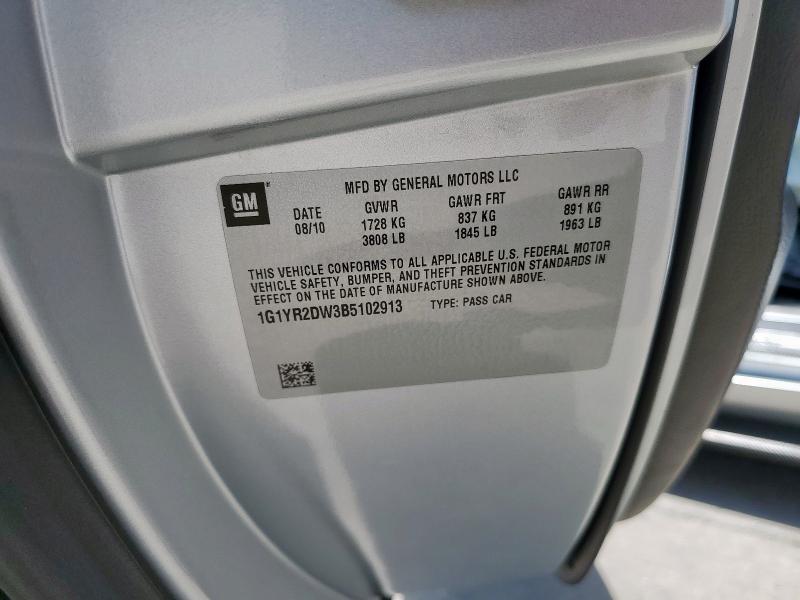 GM
MFD BY GENERAL MOTORS LLC
DATE GVWR GAWR FRT GAWR RR
08/10 1728 KG 837 KG 891 KG
3808 LB 1845 LB 1963 LB
THIS VEHICLE CONFORMS TO ALL APPLICABLE U.S. FEDERAL MOTOR
VEHICLE SAFETY, BUMPER, AND THEFT PREVENTION STANDARDS IN
EFFECT ON THE DATE OF MANUFACTURE SHOWN ABOVE.
1G1YR2DW3B5102913 TYPE: PASS CAR